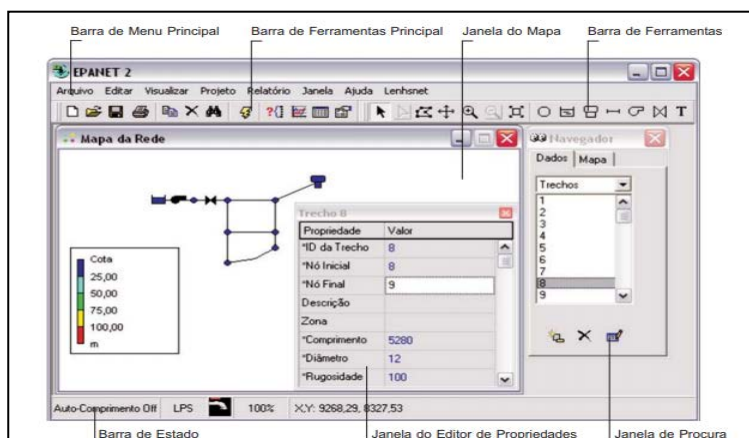 Barra de Menu Principal Barra de Ferramentas Principal Janela do Mapa Barra de Ferramentas
EPANET 2
Arquivo Editar Visualizar Projeto Relatório Janela Ajuda Lenhsnet
T
Mapa da Rede
Navegador
Dados Mapa
Trechos
1
2
3
4
5
6
7
8
9
Trecho 8
Propriedade Valor
*ID da Trecho 8
*Nó Inicial 8
*Nó Final 9
Descrição
Zona
*Comprimento 5280
*Diâmetro 12
*Rugosidade 100
Cota
25,00
50,00
75,00
100,00
m
Auto-Comprimento Off LPS 100% X,Y: 9268,29, 8327,53
Barra de Estado Janela do Editor de Propriedades Janela de Procura